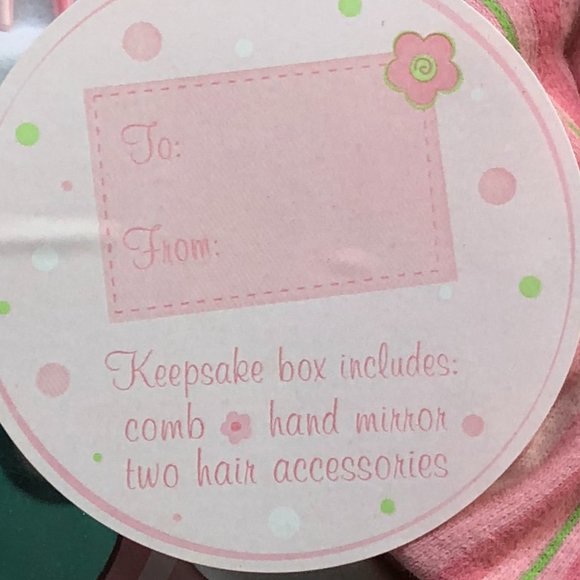 To:
From:
Keepsake box includes:
comb hand mirror
two hair accessories